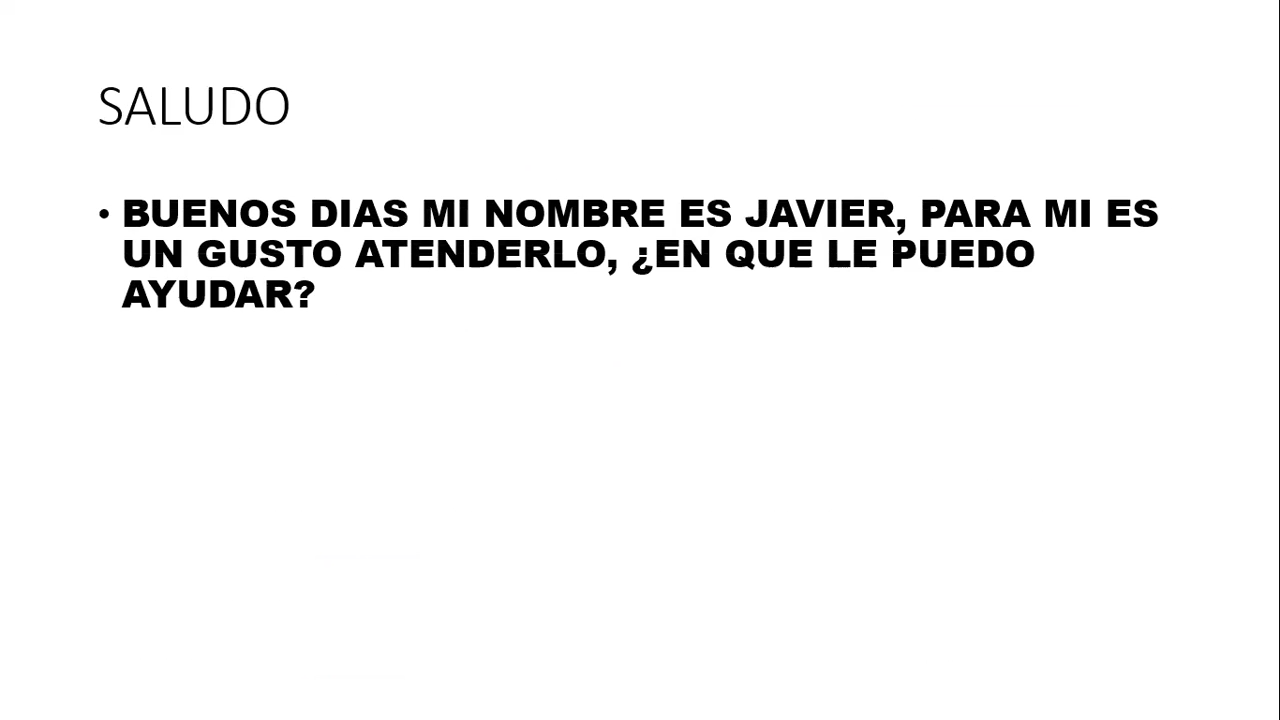 SALUDO
• BUENOS DIAS MI NOMBRE ES JAVIER, PARA MI ES
UN GUSTO ATENDERLO, ¿EN QUE LE PUEDO
AYUDAR?